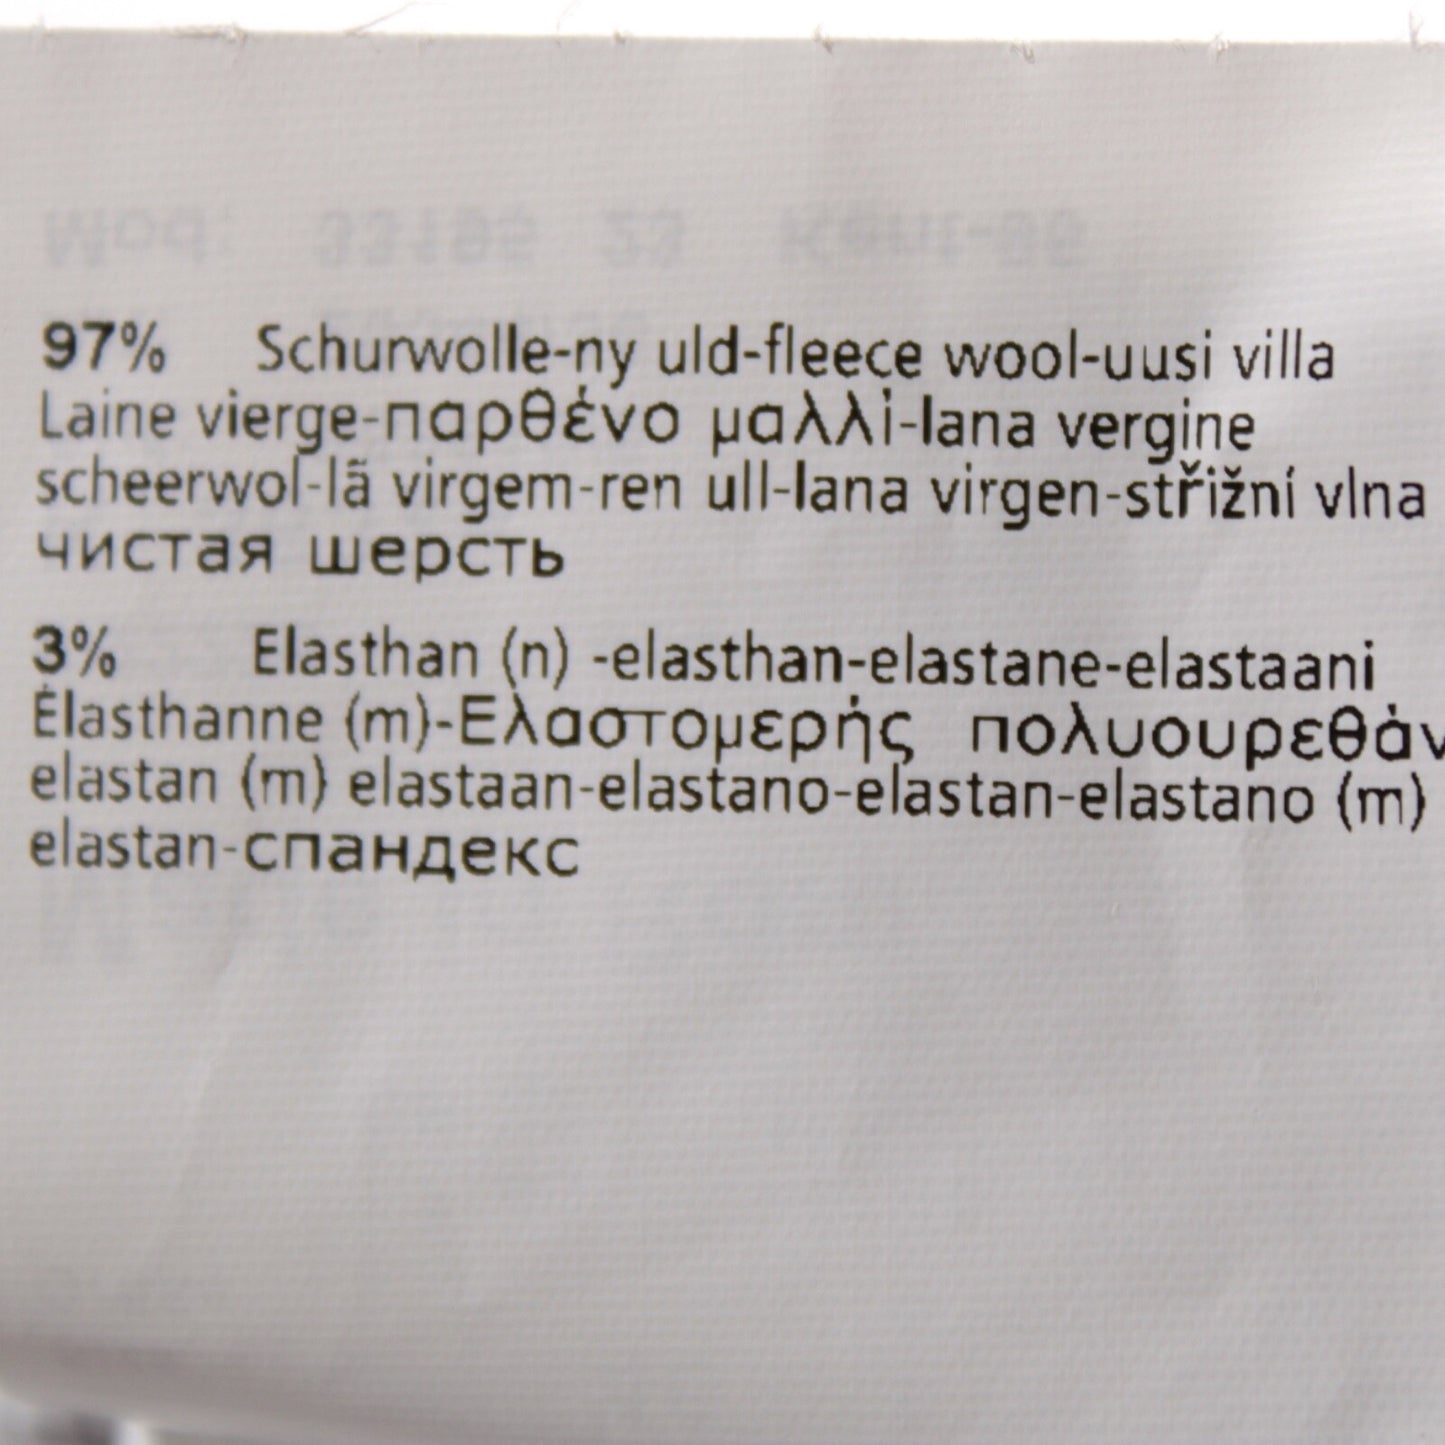 97% Schurwolle-ny uld-fleece wool-uusi villa
Laine vierge-παρθένο μαλλί-lana vergine
scheerwol-lã virgem-ren ull-lana virgen-střižní vlna
чистая шерсть
3% Elasthan (n) -elasthan-elastane-elastaani
Élasthanne (m)-Ελαστομερής πολυουρεθάν
elastan (m) elastaan-elastano-elastan-elastano (m)
elastan-спандекс